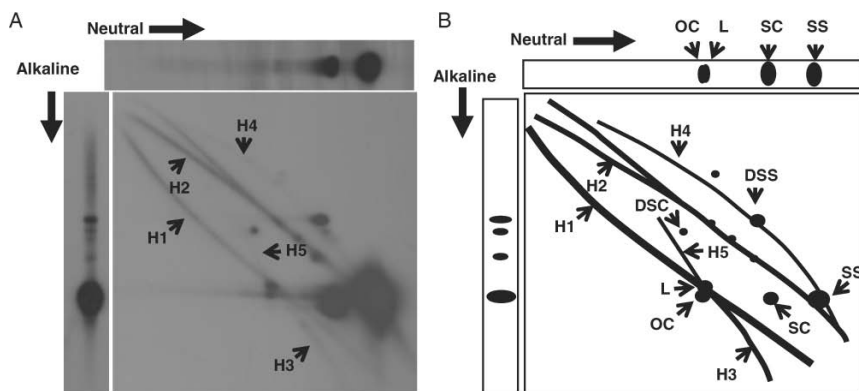 A
Neutral
Alkaline
H4
H2
H1
H5
H3
B
Neutral
OC L SC SS
Alkaline
H4
H2
DSS
DSC
H1
H5
L
SS
OC
SC
H3